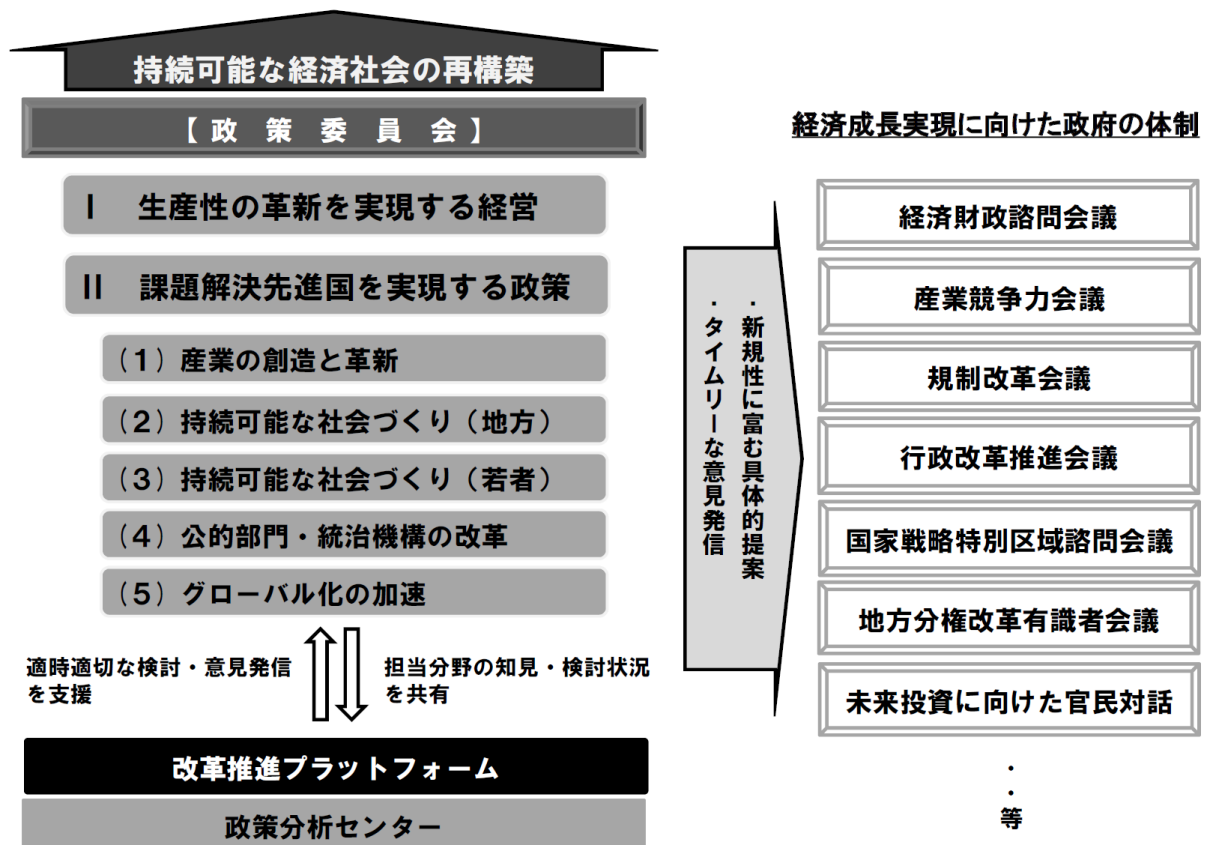 持続可能な経済社会の再構築
【政策委員会】
Ⅰ 生産性の革新を実現する経営
Ⅱ 課題解決先進国を実現する政策
（1）産業の創造と革新
（2）持続可能な社会づくり（地方）
（3）持続可能な社会づくり（若者）
（4）公的部門・統治機構の改革
（5）グローバル化の加速
適時適切な検討・意見発信
を支援
担当分野の知見・検討状況
を共有
改革推進プラットフォーム
政策分析センター
・新規性に富む具体的提案
・タイムリーな意見発信
経済成長実現に向けた政府の体制
経済財政諮問会議
産業競争力会議
規制改革会議
行政改革推進会議
国家戦略特別区域諮問会議
地方分権改革有識者会議
未来投資に向けた官民対話
・
・
等